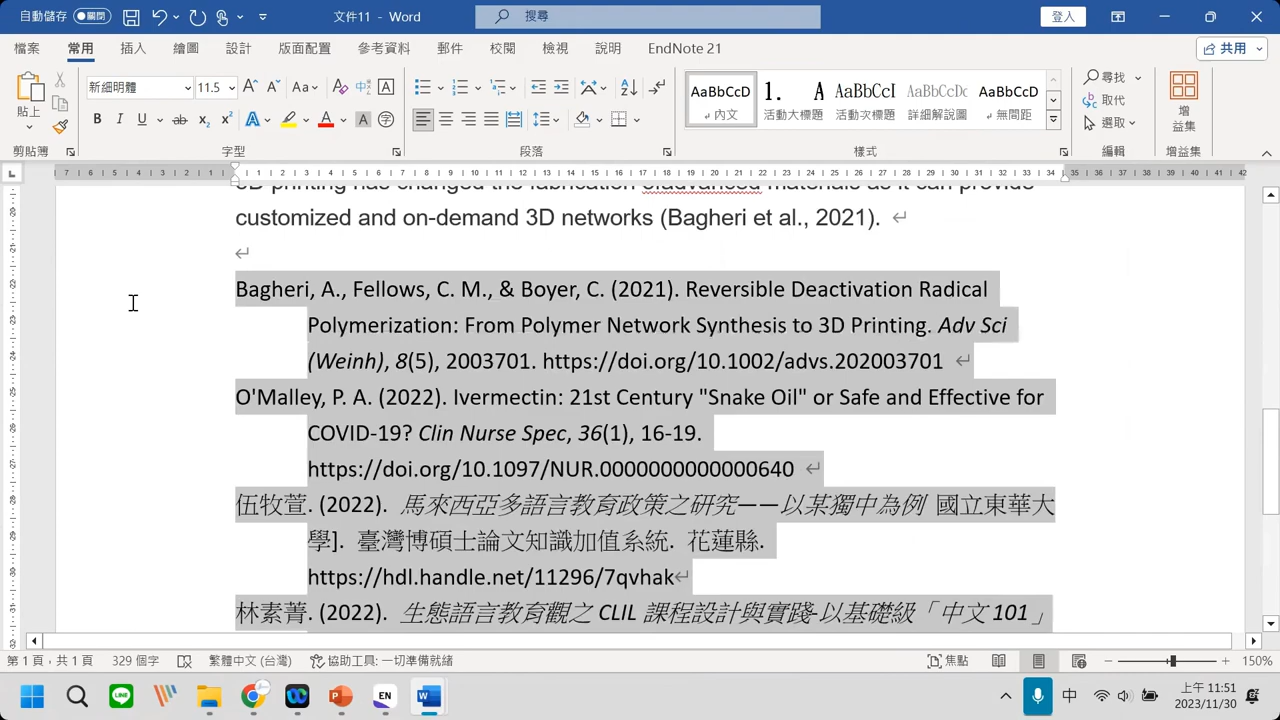 自動儲存 關閉 文件11 - Word 搜尋 登入
檔案 常用 插入 繪圖 設計 版面配置 參考資料 郵件 校閱 檢視 說明 EndNote 21 共用
貼上 新細明體 11.5 AaBbCcD AaBbCcI AaBbCcDc AaBbCcD 尋找 取代 選取 增益集
內文 活動大標題 活動次標題 詳細解說圖 無間距
剪貼簿 字型 段落 樣式 編輯 增益集
3D printing has changed the fabrication of advanced materials as it can provide
customized and on-demand 3D networks (Bagheri et al., 2021).
Bagheri, A., Fellows, C. M., & Boyer, C. (2021). Reversible Deactivation Radical
Polymerization: From Polymer Network Synthesis to 3D Printing. Adv Sci
(Weinh), 8(5), 2003701. https://doi.org/10.1002/advs.202003701
O'Malley, P. A. (2022). Ivermectin: 21st Century "Snake Oil" or Safe and Effective for
COVID-19? Clin Nurse Spec, 36(1), 16-19.
https://doi.org/10.1097/NUR.0000000000000640
伍牧萱. (2022). 馬來西亞多語言教育政策之研究——以某獨中為例 國立東華大
學]. 臺灣博碩士論文知識加值系統. 花蓮縣.
https://hdl.handle.net/11296/7qvhak
林素菁. (2022). 生態語言教育觀之 CLIL 課程設計與實踐-以基礎級「中文 101」
第 1 頁，共 1 頁 329 個字 繁體中文 (台灣) 協助工具: 一切準備就緒 焦點 150%
中 上午 11:51
2023/11/30